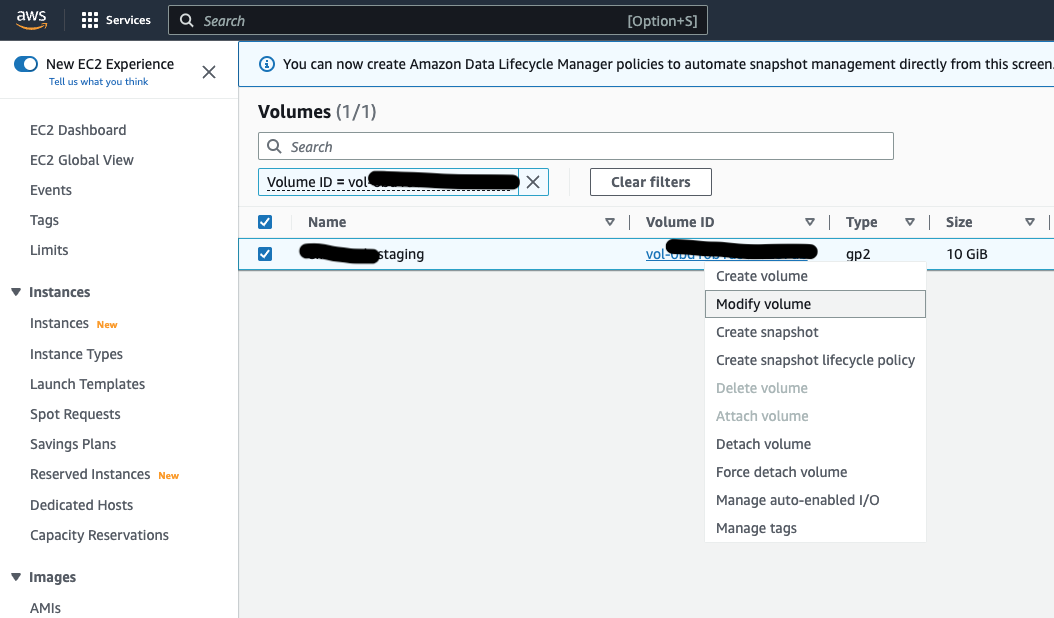 aws
Services
Search
[Option+S]
New EC2 Experience
Tell us what you think
EC2 Dashboard
EC2 Global View
Events
Tags
Limits
Instances
Instances New
Instance Types
Launch Templates
Spot Requests
Savings Plans
Reserved Instances New
Dedicated Hosts
Capacity Reservations
Images
AMIs
You can now create Amazon Data Lifecycle Manager policies to automate snapshot management directly from this screen.
Volumes (1/1)
Search
Volume ID = vol-
Clear filters
Name Volume ID Type Size
staging gp2 10 GiB
Create volume
Modify volume
Create snapshot
Create snapshot lifecycle policy
Delete volume
Attach volume
Detach volume
Force detach volume
Manage auto-enabled I/O
Manage tags